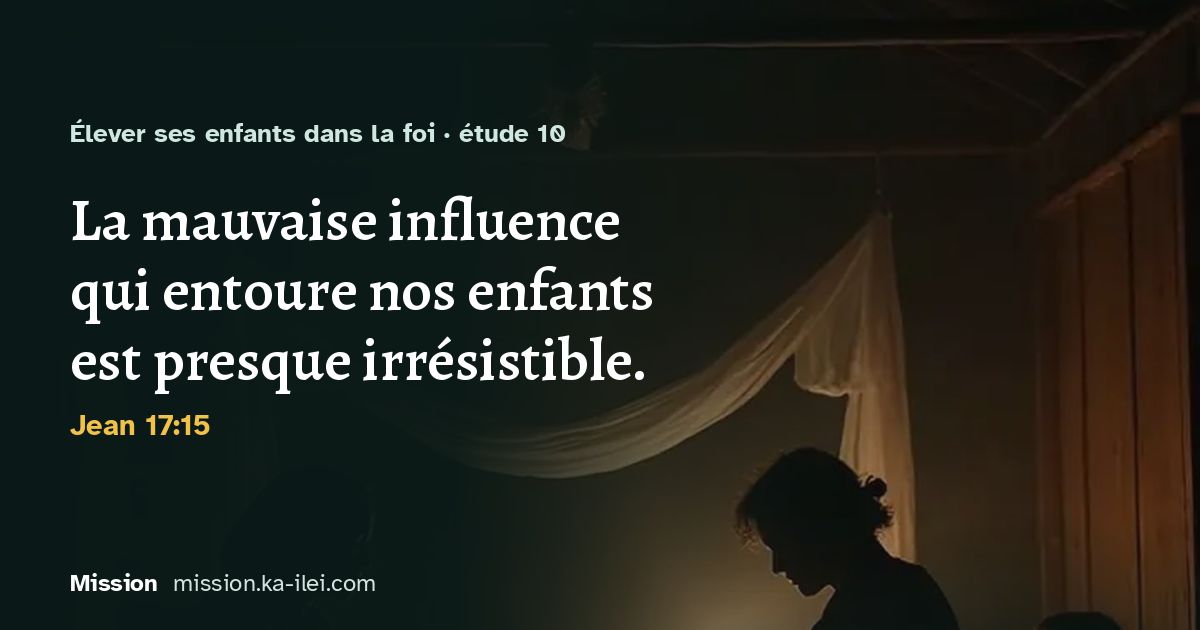 Élever ses enfants dans la foi · étude 10
La mauvaise influence
qui entoure nos enfants
est presque irrésistible.
Jean 17:15
Mission mission.ka-ilei.com